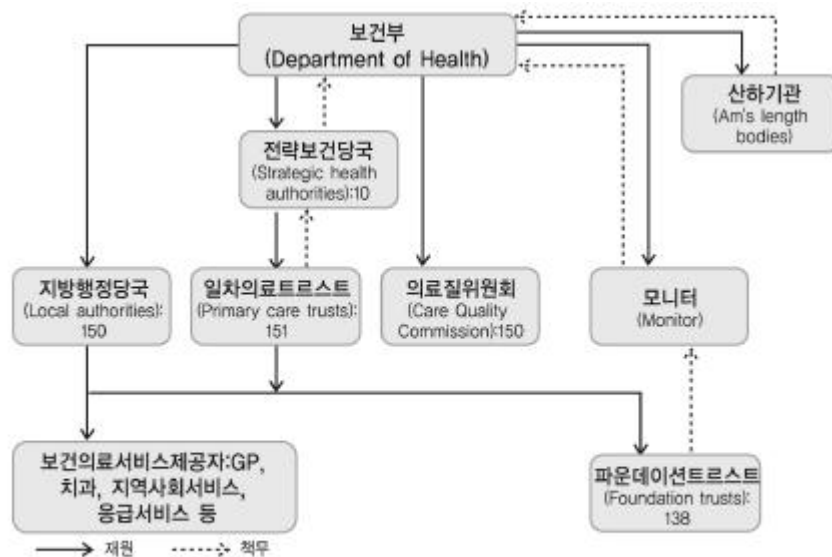 보건부
(Department of Health)
산하기관
(Am's length
bodies)
전략보건당국
(Strategic health
authorities):10
지방행정당국
(Local authorities):
150
일차의료트르스트
(Primary care trusts):
151
의료질위원회
(Care Quality
Commission):150
모니터
(Monitor)
보건의료서비스제공자:GP,
치과, 지역사회서비스,
응급서비스 등
파운데이션트르스트
(Foundation trusts):
138
재원
책무